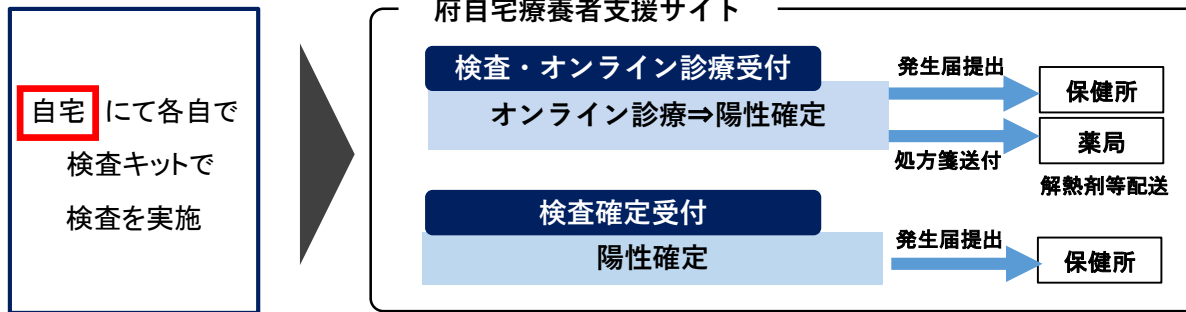 自宅にて各自で
検査キットで
検査を実施
府自宅療養者支援サイト
検査・オンライン診療受付
オンライン診療⇒陽性確定
発生届提出
保健所
処方箋送付
薬局
解熱剤等配送
検査確定受付
陽性確定
発生届提出
保健所